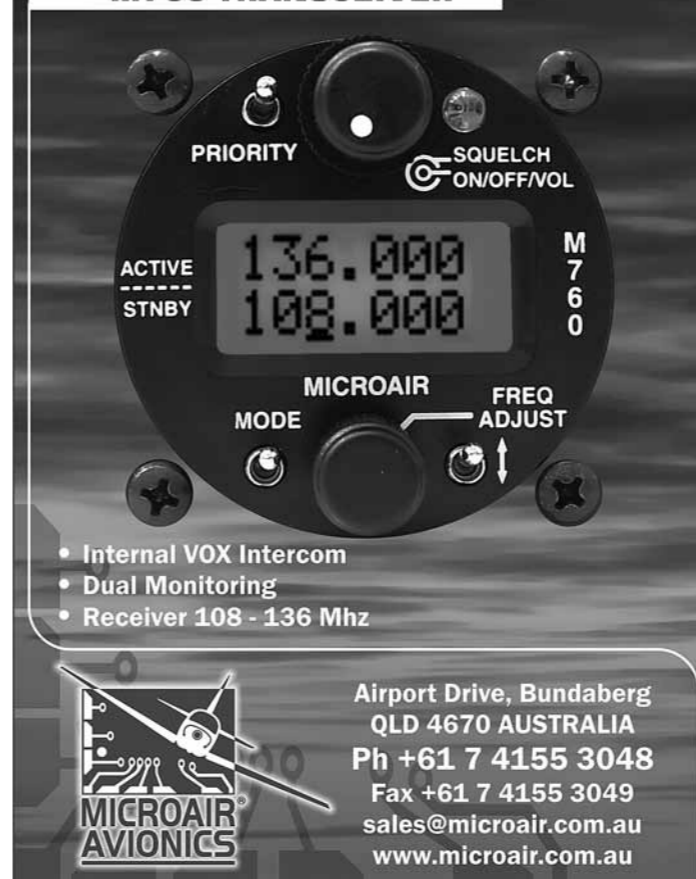 PRIORITY
SQUELCH
ON/OFF/VOL
ACTIVE
STNBY
136.000
108.000
M
7
6
0
MICROAIR
MODE
FREQ
ADJUST
• Internal VOX Intercom
• Dual Monitoring
• Receiver 108 - 136 Mhz
MICROAIR®
AVIONICS
Airport Drive, Bundaberg
QLD 4670 AUSTRALIA
Ph +61 7 4155 3048
Fax +61 7 4155 3049
sales@microair.com.au
www.microair.com.au